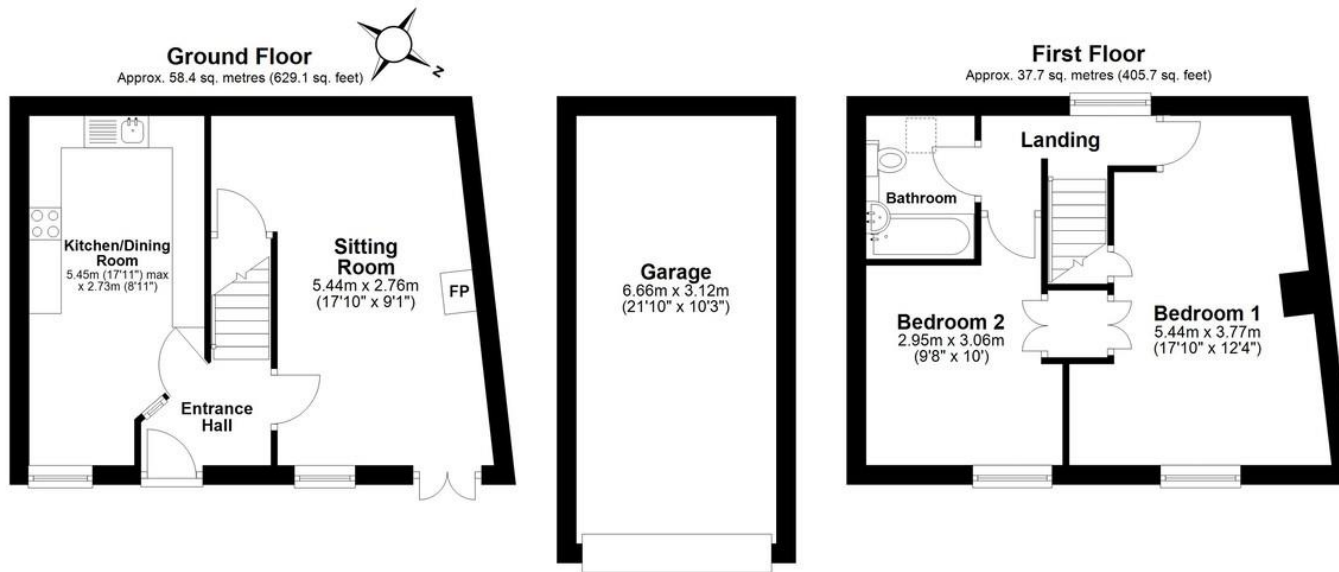 Ground Floor
Approx. 58.4 sq. metres (629.1 sq. feet)
N
Kitchen/Dining
Room
5.45m (17'11") max
x 2.73m (8'11")
Sitting
Room
5.44m x 2.76m
(17'10" x 9'1")
FP
Entrance
Hall
Garage
6.66m x 3.12m
(21'10" x 10'3")
First Floor
Approx. 37.7 sq. metres (405.7 sq. feet)
Landing
Bathroom
Bedroom 2
2.95m x 3.06m
(9'8" x 10')
Bedroom 1
5.44m x 3.77m
(17'10" x 12'4")